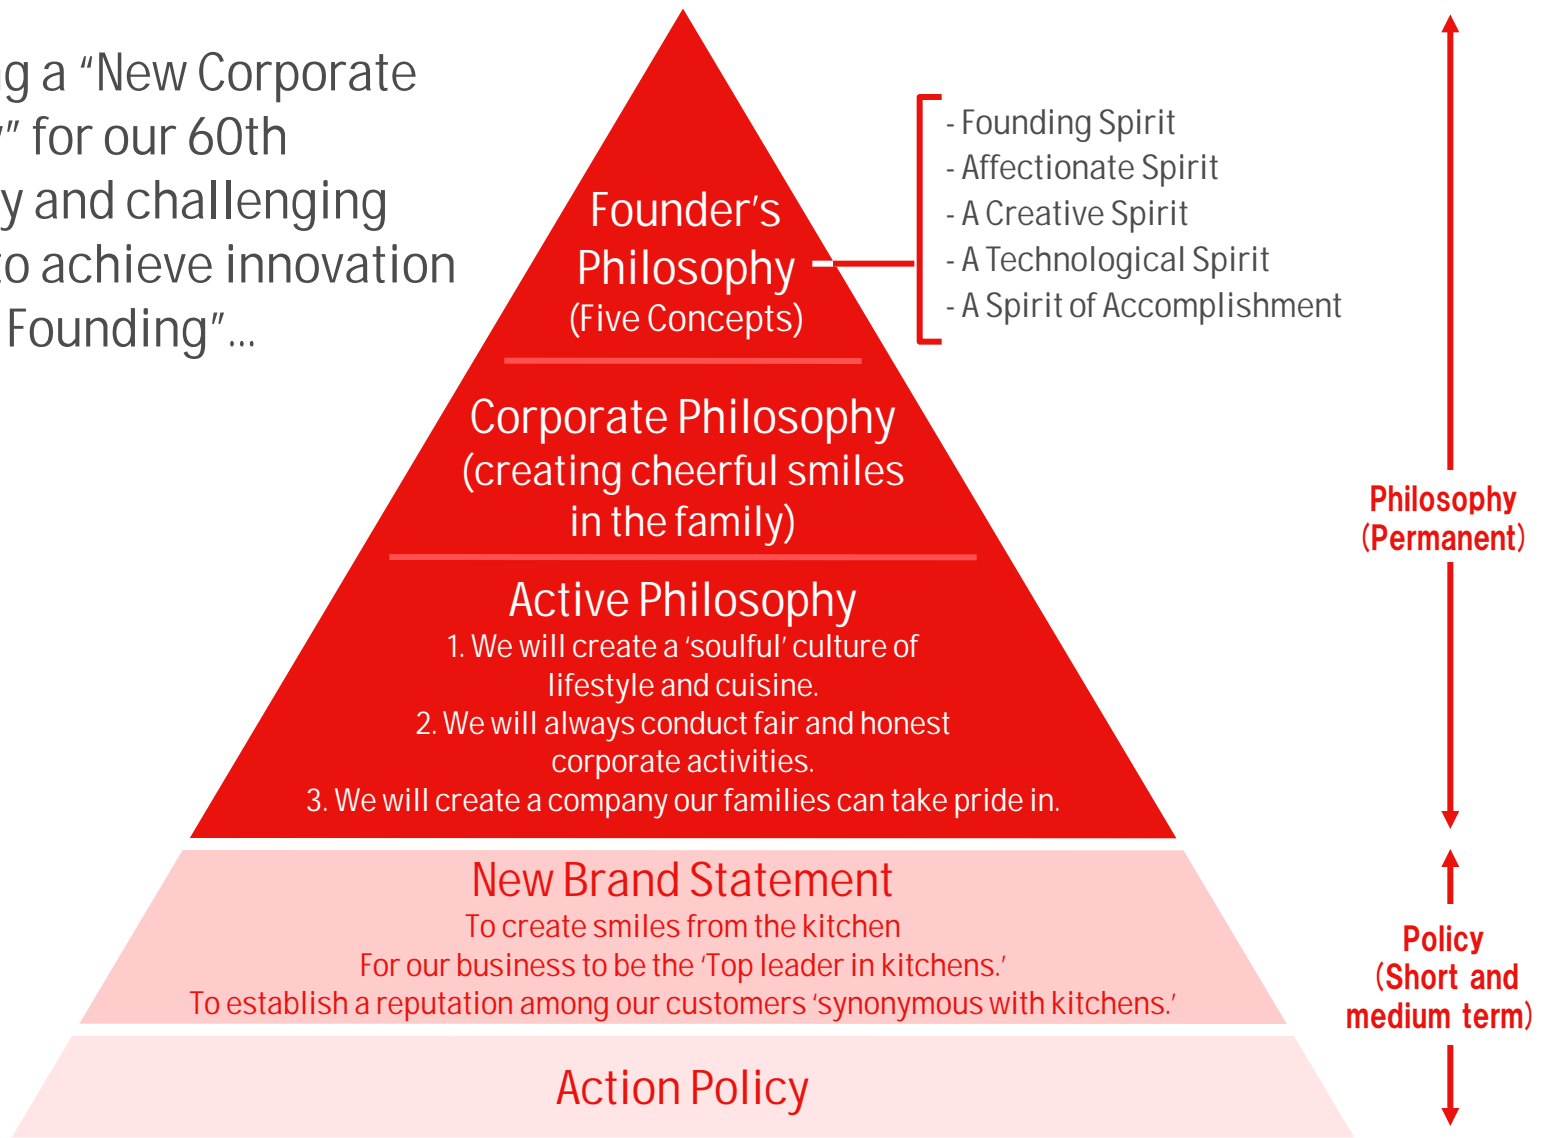 a “New Corporate
for our 60th
and challenging
to achieve innovation
Founding”...
Founder’s
Philosophy
(Five Concepts)
- Founding Spirit
- Affectionate Spirit
- A Creative Spirit
- A Technological Spirit
- A Spirit of Accomplishment
Corporate Philosophy
(creating cheerful smiles
in the family)
Active Philosophy
1. We will create a ‘soulful’ culture of
lifestyle and cuisine.
2. We will always conduct fair and honest
corporate activities.
3. We will create a company our families can take pride in.
Philosophy
(Permanent)
New Brand Statement
To create smiles from the kitchen
For our business to be the ‘Top leader in kitchens.’
To establish a reputation among our customers ‘synonymous with kitchens.’
Action Policy
Policy
(Short and
medium term)